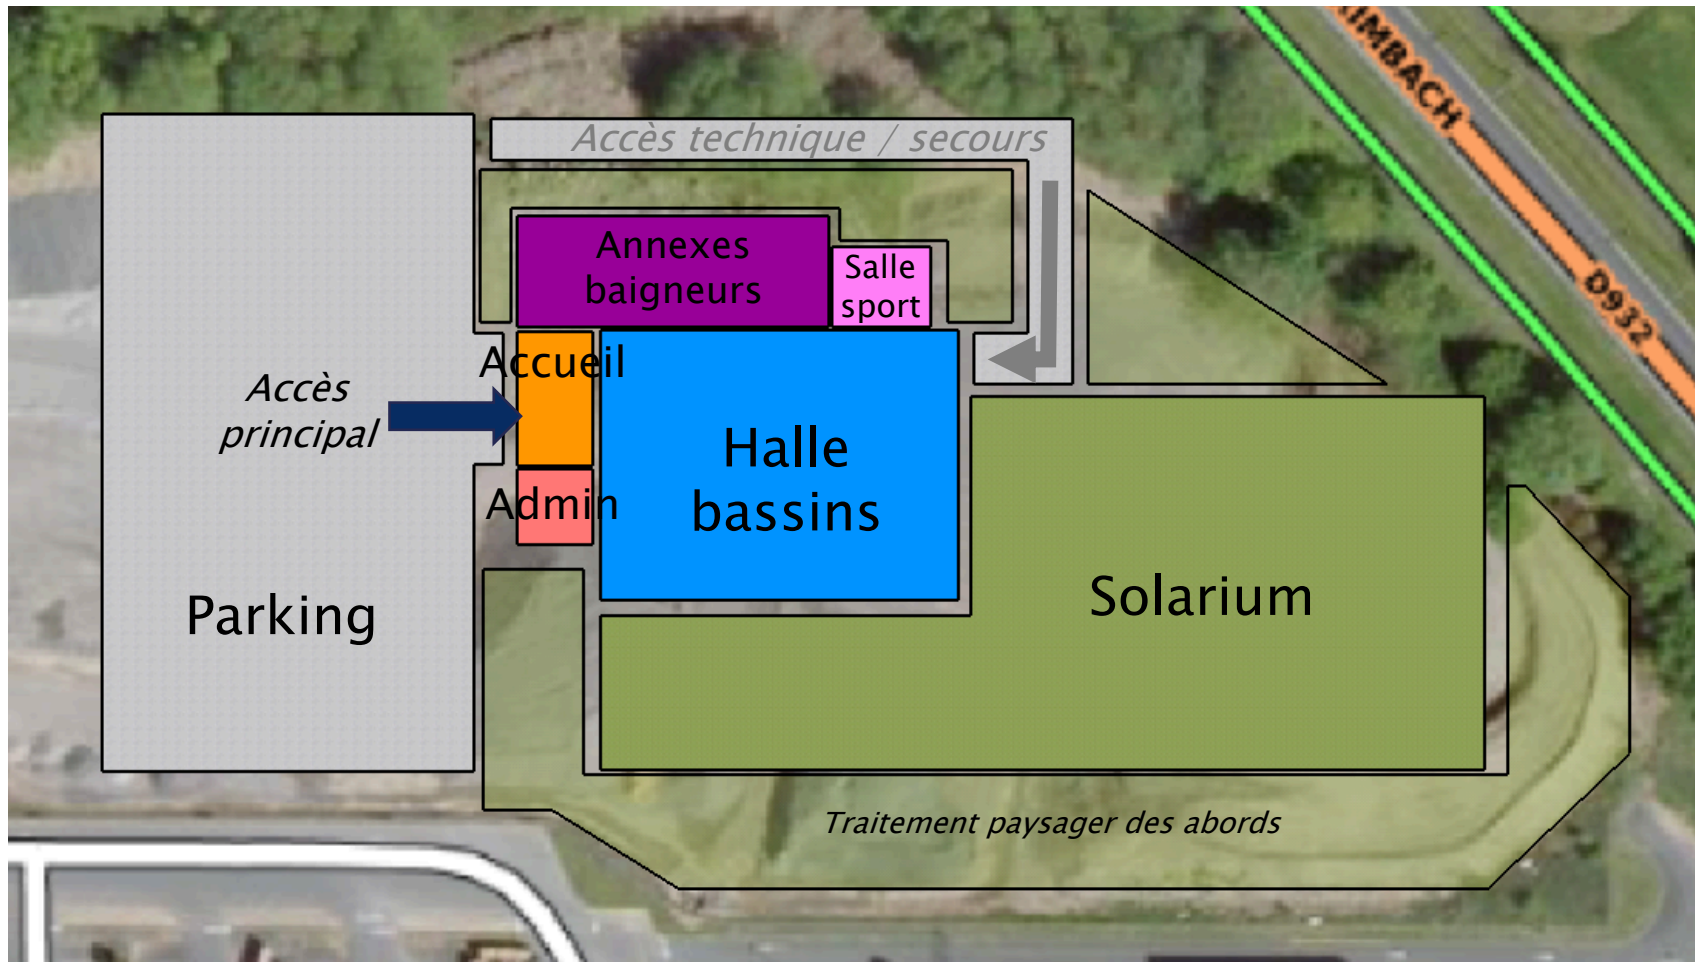 Accès technique / secours
Annexes
baigneurs
Salle
sport
Accueil
Accès
principal
Admin
Halle
bassins
Parking
Solarium
Traitement paysager des abords
D932